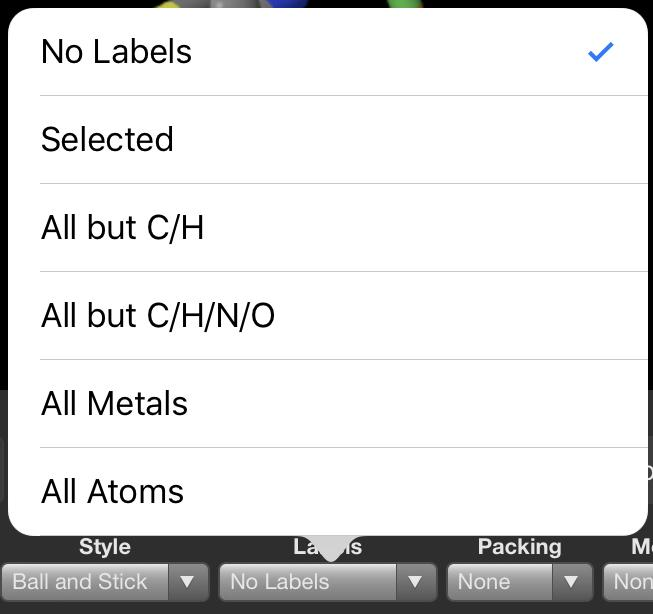 No Labels
Selected
All but C/H
All but C/H/N/O
All Metals
All Atoms
Style Packing
Ball and Stick No Labels None